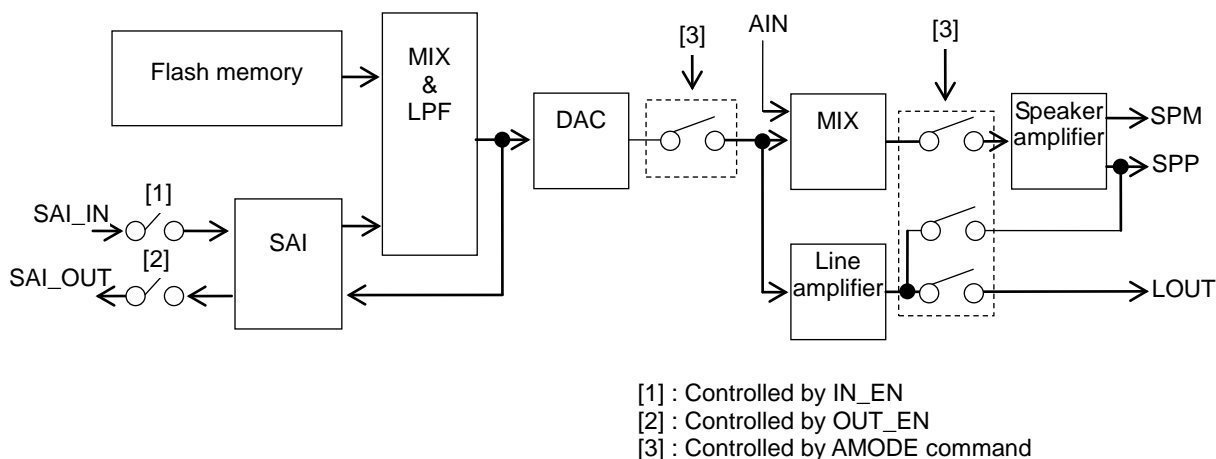 [3]
AIN
[3]
Flash memory
MIX
&
LPF
DAC
MIX
Speaker
amplifier
SPM
SPP
[1]
SAI_IN
SAI
[2]
SAI_OUT
Line
amplifier
LOUT
[1] : Controlled by IN_EN
[2] : Controlled by OUT_EN
[3] : Controlled by AMODE command